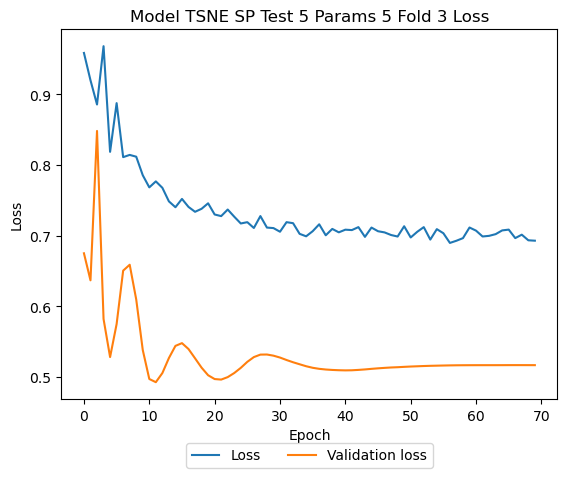 Model TSNE SP Test 5 Params 5 Fold 3 Loss
Loss
0.9
0.8
0.7
0.6
0.5
0 10 20 30 40 50 60 70
Epoch
Loss Validation loss